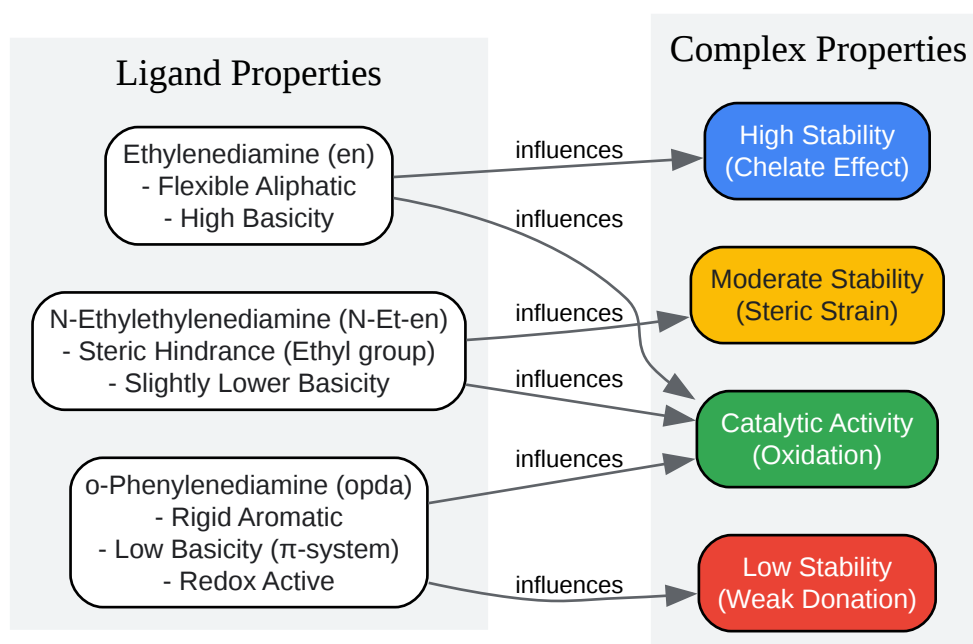 Ligand Properties
Complex Properties
Ethylenediamine (en)
- Flexible Aliphatic
- High Basicity
influences
influences
High Stability
(Chelate Effect)
N-Ethylethylenediamine (N-Et-en)
- Steric Hindrance (Ethyl group)
- Slightly Lower Basicity
influences
influences
Moderate Stability
(Steric Strain)
o-Phenylenediamine (opda)
- Rigid Aromatic
- Low Basicity (π-system)
- Redox Active
influences
influences
Catalytic Activity
(Oxidation)
Low Stability
(Weak Donation)